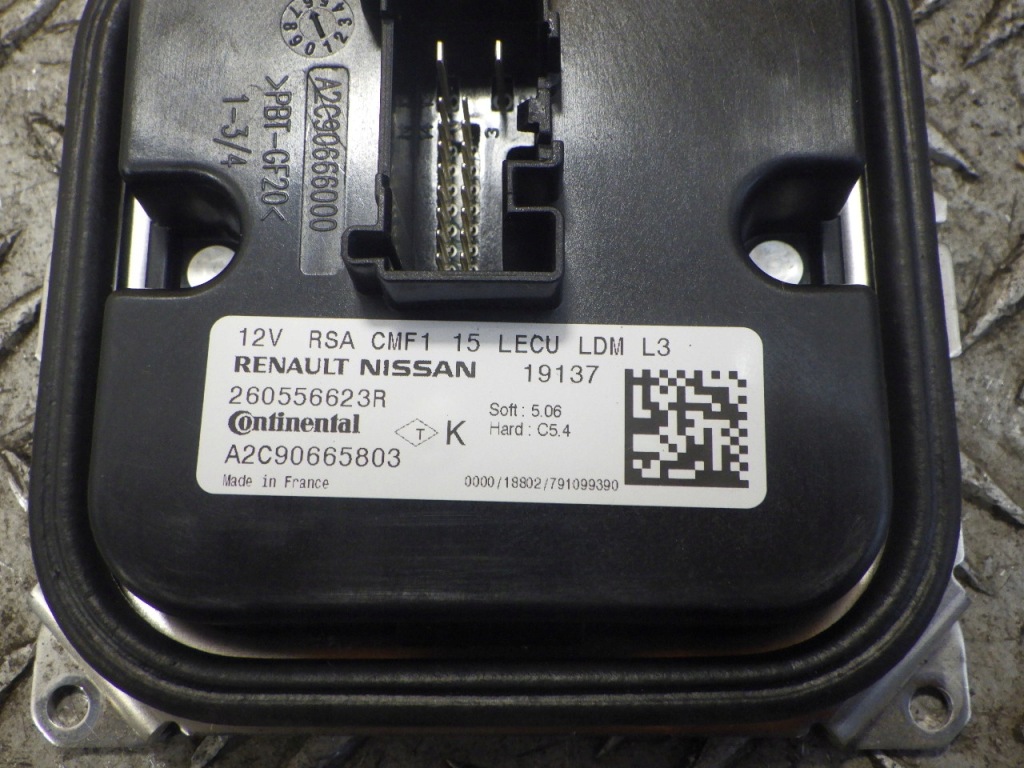 A2C90666000
>PBT-GF20<
1-3/4
3
12V RSA CMF1 15 LECU LDM L3
RENAULT NISSAN 19137
260556623R
Continental T K Soft : 5.06
Hard : C5.4
A2C90665803
Made in France 0000/18802/791099390